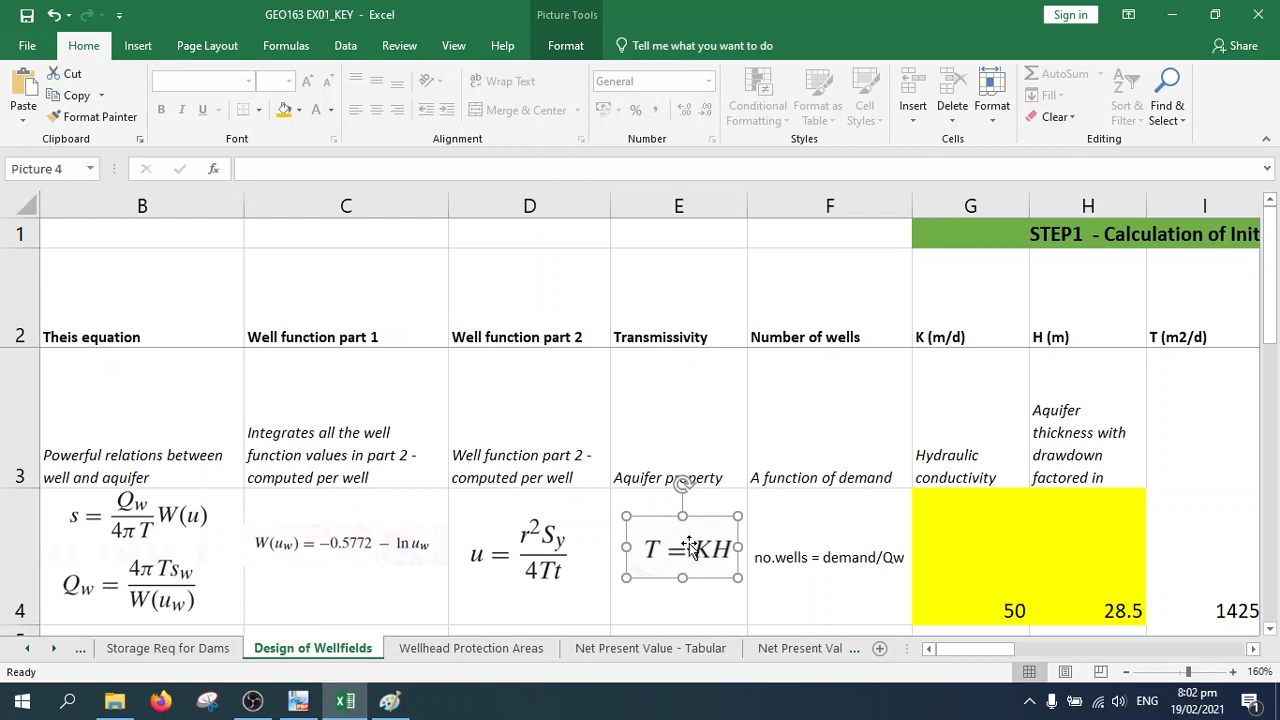 GEO163 EX01_KEY - Excel
Picture Tools
Sign in
File
Home
Insert
Page Layout
Formulas
Data
Review
View
Help
Format
Tell me what you want to do
Share
Paste
Cut
Copy
Format Painter
Clipboard
B I U
Font
Wrap Text
Merge & Center
Alignment
General
Number
Conditional Formatting
Format as Table
Cell Styles
Styles
Insert
Delete
Format
Cells
AutoSum
Fill
Clear
Sort & Filter
Find & Select
Editing
Picture 4
fx
B C D E F G H I
1 STEP1 - Calculation of Init
2 Theis equation
Well function part 1
Well function part 2
Transmissivity
Number of wells
K (m/d)
H (m)
T (m2/d)
3 Powerful relations between well and aquifer
Integrates all the well function values in part 2 - computed per well
Well function part 2 - computed per well
Aquifer property
A function of demand
Hydraulic conductivity
Aquifer thickness with drawdown factored in
4
s = Qw/4πT W(u)
Qw = 4πTsw/W(uw)
W(uw) = −0.5772 − ln uw
u = r²Sy/4Tt
T = KH
no.wells = demand/Qw
50
28.5
1425
...
Storage Req for Dams
Design of Wellfields
Wellhead Protection Areas
Net Present Value - Tabular
Net Present Val ...
Ready
160%
ENG
8:02 pm
19/02/2021
1